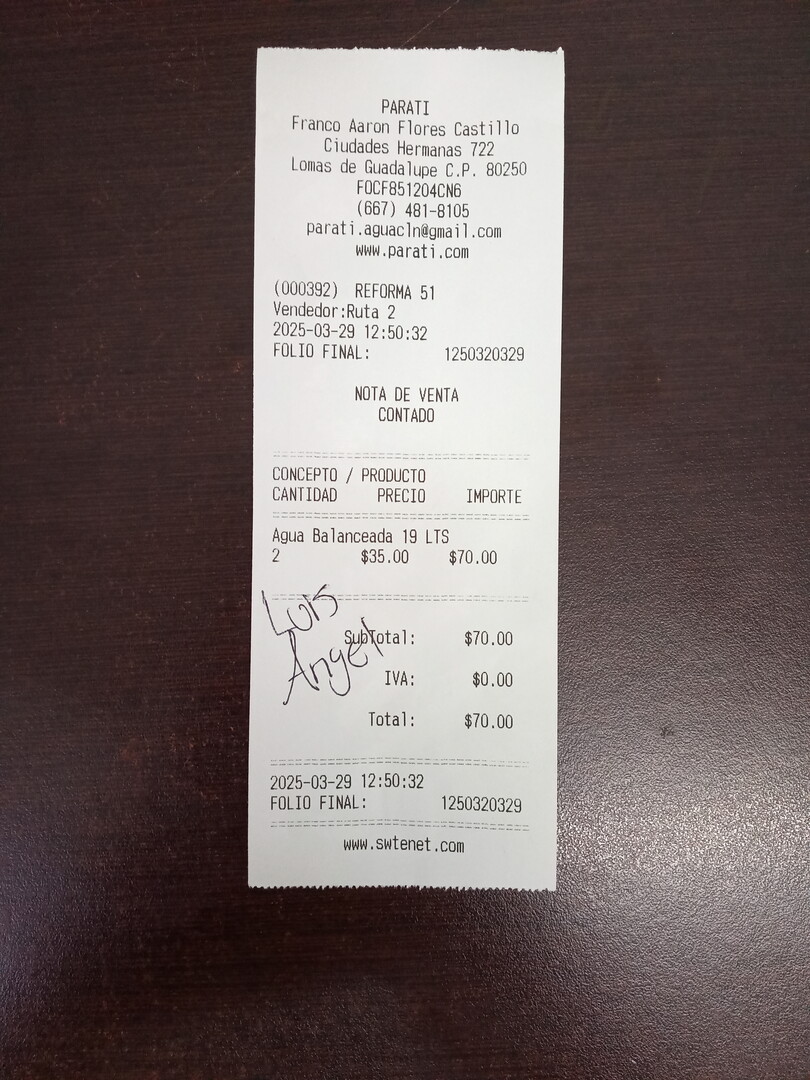 PARATI
Franco Aaron Flores Castillo
Ciudades Hermanas 722
Lomas de Guadalupe C.P. 80250
FOCF851204CN6
(667) 481-8105
parati.aguacln@gmail.com
www.parati.com
(000392) REFORMA 51
Vendedor:Ruta 2
2025-03-29 12:50:32
FOLIO FINAL: 1250320329
NOTA DE VENTA
CONTADO
CONCEPTO / PRODUCTO
CANTIDAD PRECIO IMPORTE
Agua Balanceada 19 LTS
2 $35.00 $70.00
Luis
Angel
SubTotal: $70.00
IVA: $0.00
Total: $70.00
2025-03-29 12:50:32
FOLIO FINAL: 1250320329
www.swtenet.com